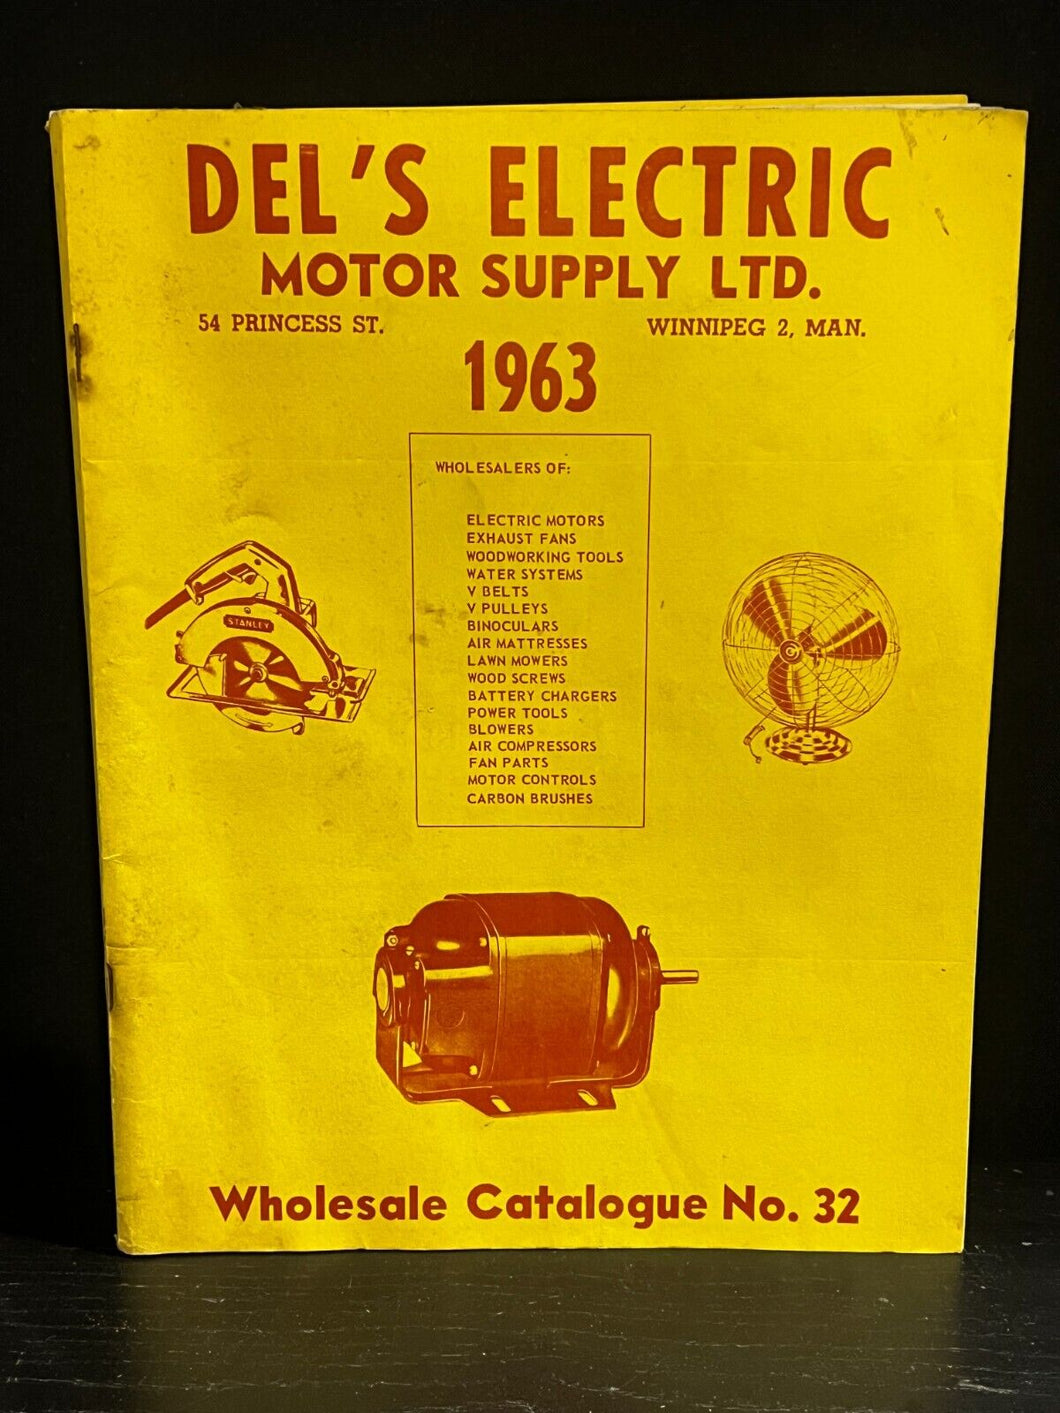 DEL'S ELECTRIC
MOTOR SUPPLY LTD.
54 PRINCESS ST. WINNIPEG 2, MAN.
1963
WHOLESALERS OF:
ELECTRIC MOTORS
EXHAUST FANS
WOODWORKING TOOLS
WATER SYSTEMS
V BELTS
V PULLEYS
BINOCULARS
AIR MATTRESSES
LAWN MOWERS
WOOD SCREWS
BATTERY CHARGERS
POWER TOOLS
BLOWERS
AIR COMPRESSORS
FAN PARTS
MOTOR CONTROLS
CARBON BRUSHES
STANLEY
Wholesale Catalogue No. 32